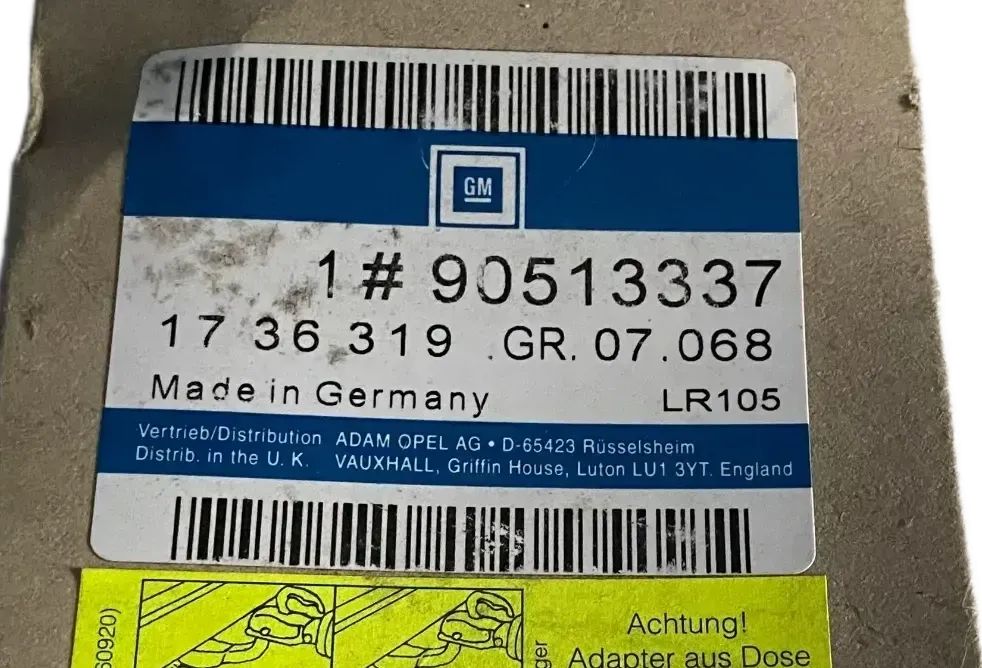 GM
1 # 90513337
17 36 319 GR. 07.068
Made in Germany LR105
Vertrieb/Distribution ADAM OPEL AG • D-65423 Rüsselsheim
Distrib. in the U. K. VAUXHALL, Griffin House, Luton LU1 3YT. England
60920)
Achtung!
Adapter aus Dose